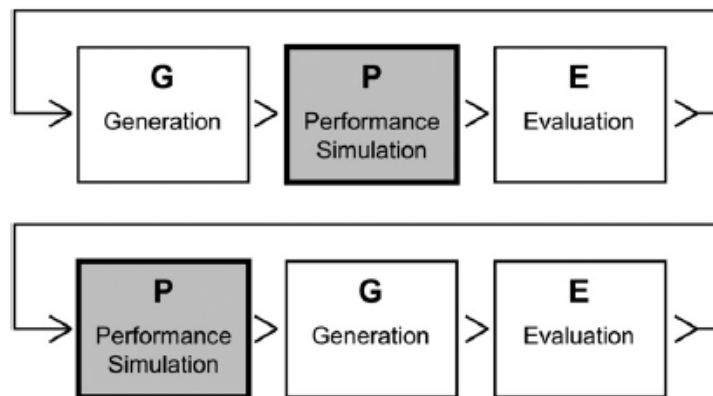 G
Generation
P
Performance
Simulation
E
Evaluation
P
Performance
Simulation
G
Generation
E
Evaluation